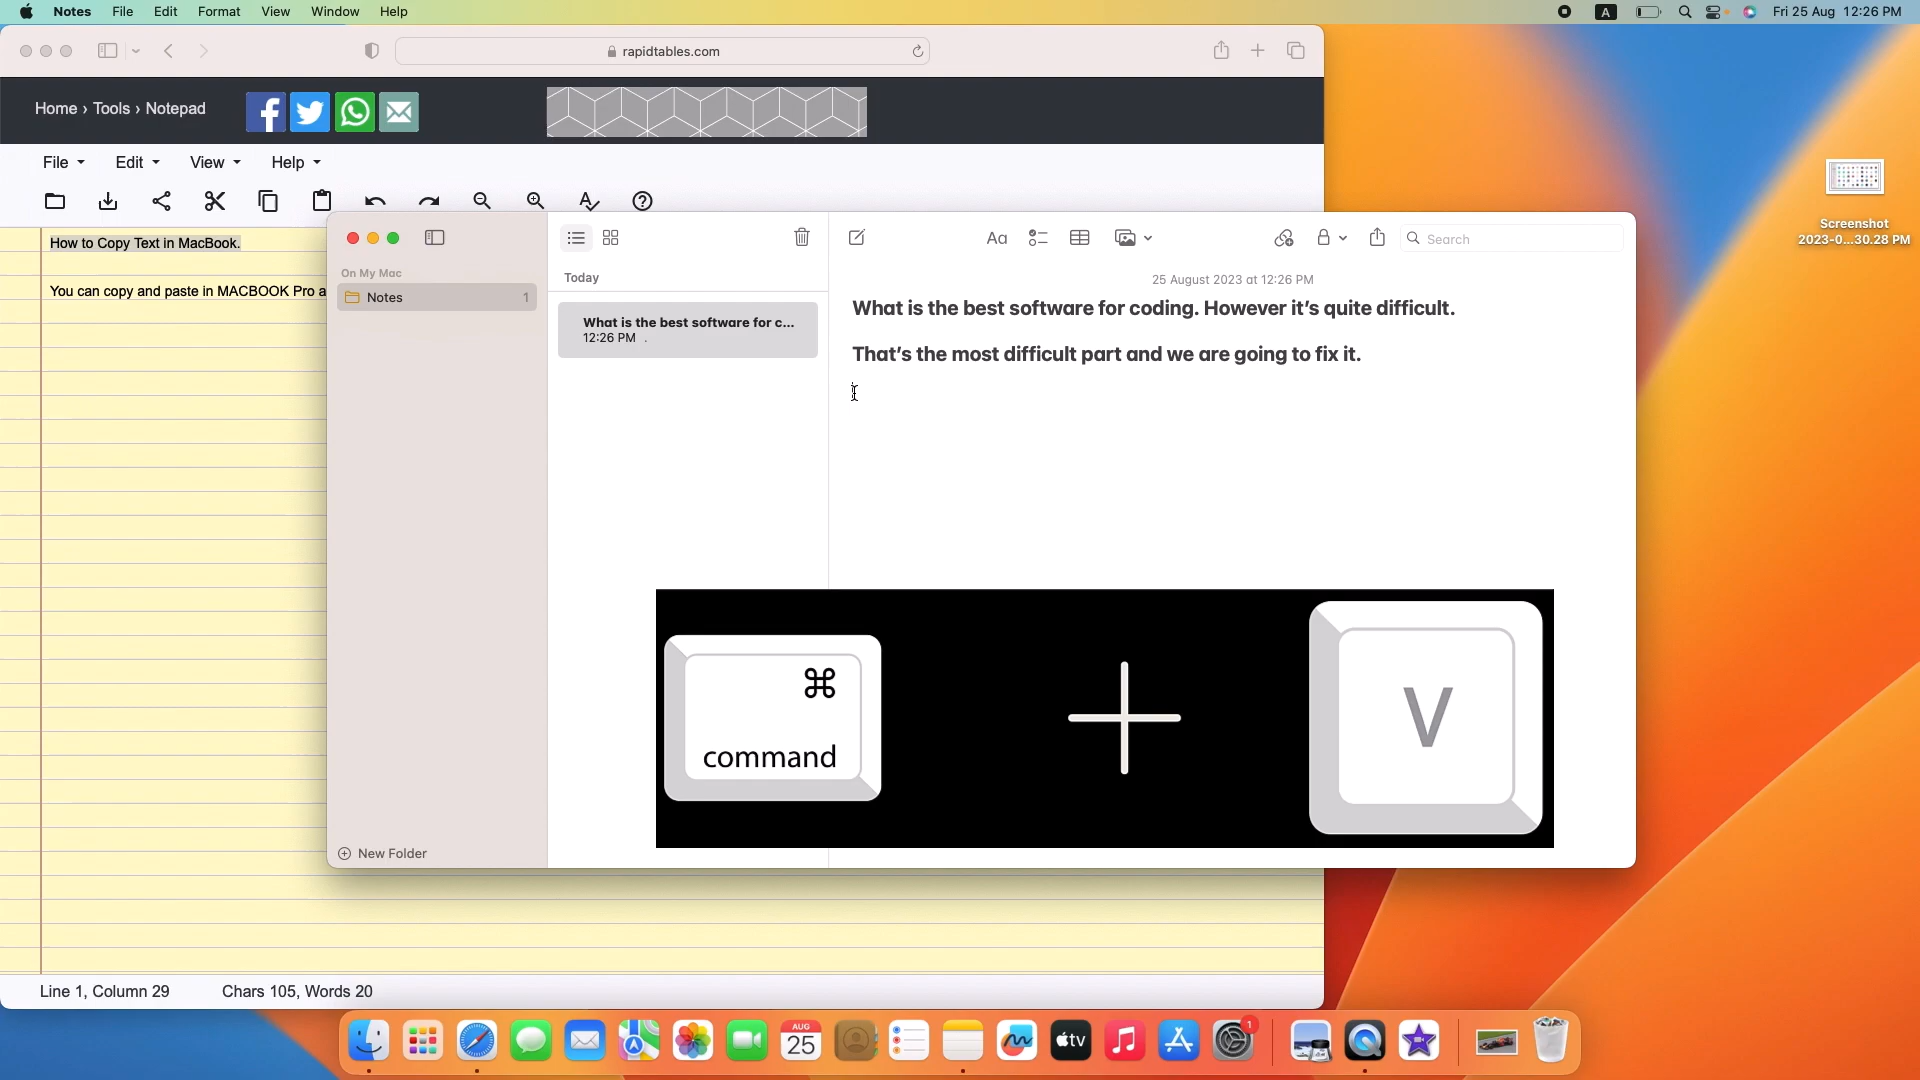 Notes File Edit Format View Window Help
A Fri 25 Aug 12:26 PM
rapidtables.com
Home › Tools › Notepad
File Edit View Help
How to Copy Text in MacBook.
You can copy and paste in MACBOOK Pro a
On My Mac
Notes 1
New Folder
Today
What is the best software for c...
12:26 PM .
Aa
Search
25 August 2023 at 12:26 PM
What is the best software for coding. However it’s quite difficult.
That’s the most difficult part and we are going to fix it.
⌘
command
V
Line 1, Column 29 Chars 105, Words 20
Screenshot
2023-0...30.28 PM
AUG
25
tv
1